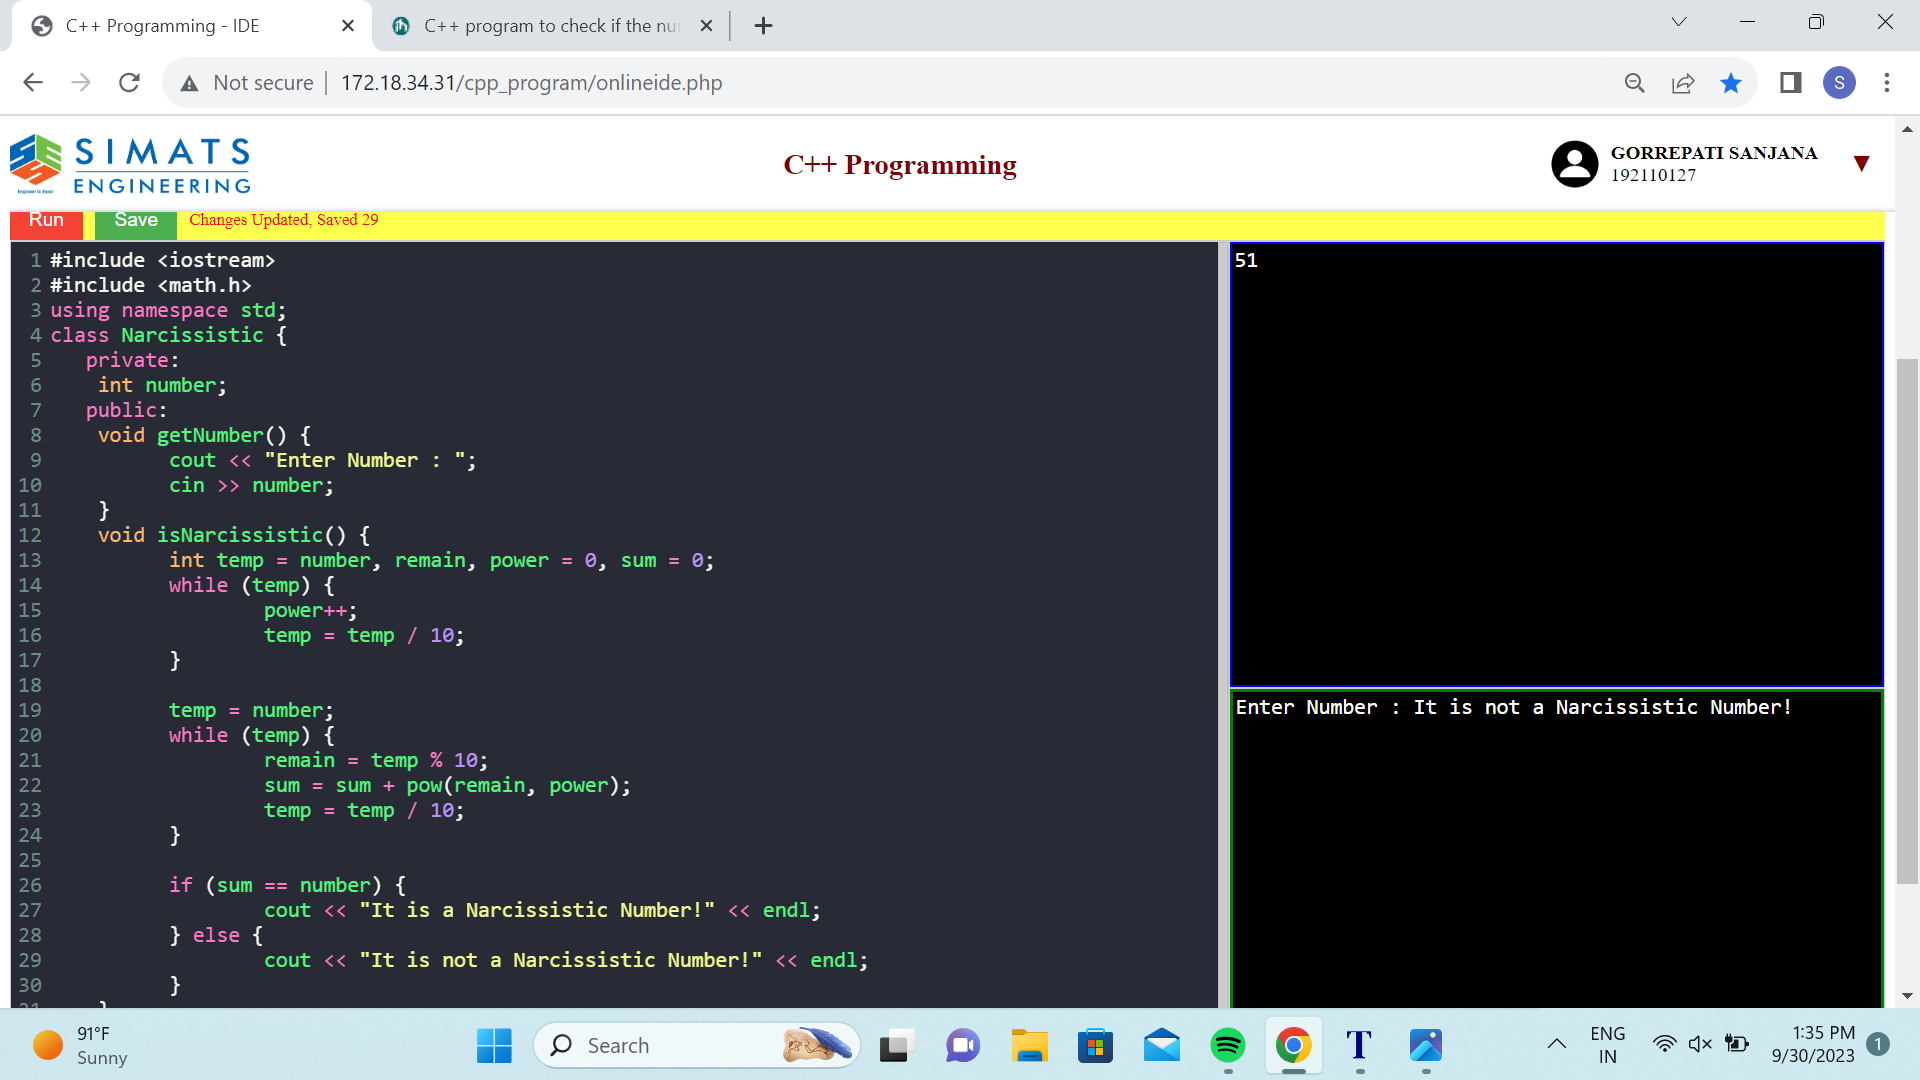 C++ Programming - IDE
C++ program to check if the nu
Not secure
172.18.34.31/cpp_program/onlineide.php
S
SIMATS
ENGINEERING
Engineer to Excel
C++ Programming
GORREPATI SANJANA
192110127
Run
Save
Changes Updated, Saved 29
1 #include <iostream>
2 #include <math.h>
3 using namespace std;
4 class Narcissistic {
5 private:
6 int number;
7 public:
8 void getNumber() {
9 cout << "Enter Number : ";
10 cin >> number;
11 }
12 void isNarcissistic() {
13 int temp = number, remain, power = 0, sum = 0;
14 while (temp) {
15 power++;
16 temp = temp / 10;
17 }
18
19 temp = number;
20 while (temp) {
21 remain = temp % 10;
22 sum = sum + pow(remain, power);
23 temp = temp / 10;
24 }
25
26 if (sum == number) {
27 cout << "It is a Narcissistic Number!" << endl;
28 } else {
29 cout << "It is not a Narcissistic Number!" << endl;
30 }
31 }
51
Enter Number : It is not a Narcissistic Number!
91°F
Sunny
Search
ENG
IN
1:35 PM
9/30/2023
1